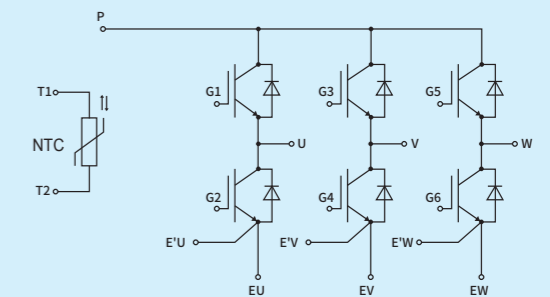 P
T1
G1 G3 G5
NTC
U V W
T2
G2 G4 G6
E'U E'V E'W
EU EV EW